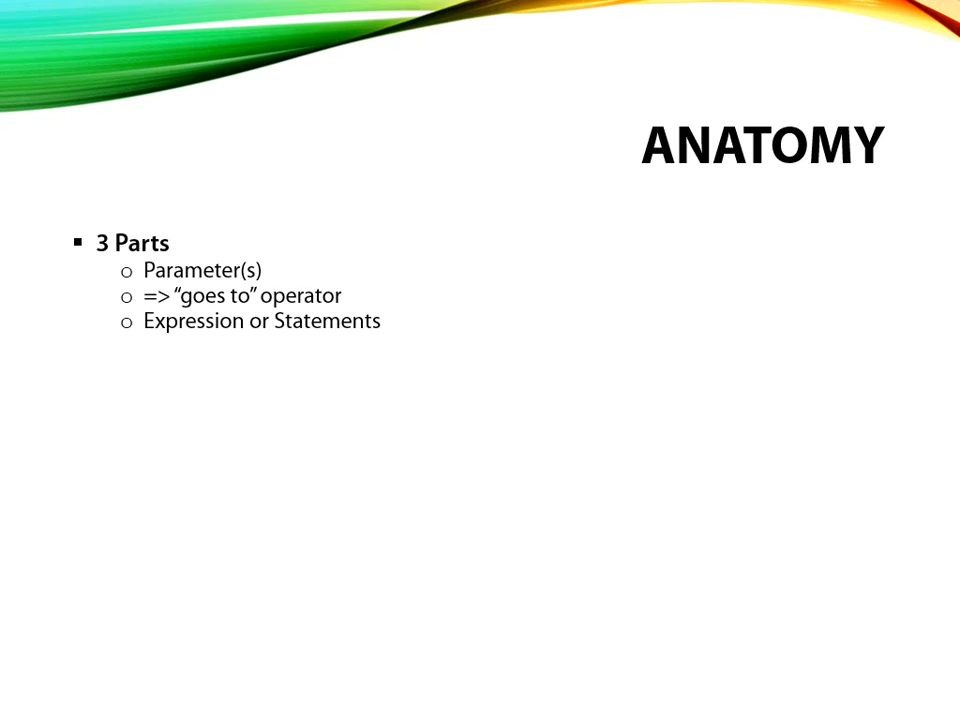 ANATOMY
▪ 3 Parts
o Parameter(s)
o => “goes to” operator
o Expression or Statements